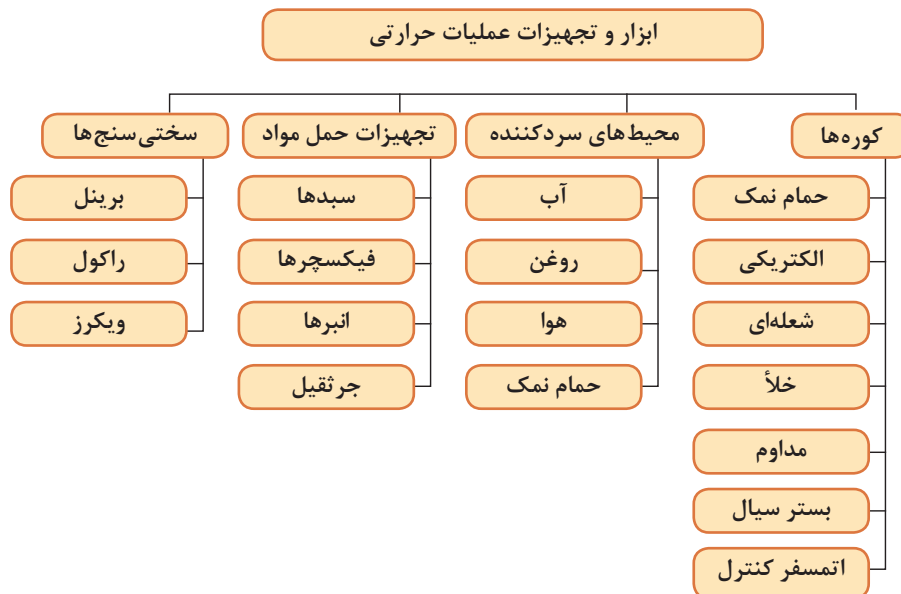 ابزار و تجهیزات عملیات حرارتی
کوره‌ها
حمام نمک
الکتریکی
شعله‌ای
خلأ
مداوم
بستر سیال
اتمسفر کنترل
محیط‌های سردکننده
آب
روغن
هوا
حمام نمک
تجهیزات حمل مواد
سبدها
فیکسچرها
انبرها
جرثقیل
سختی‌سنج‌ها
برینل
راکول
ویکرز